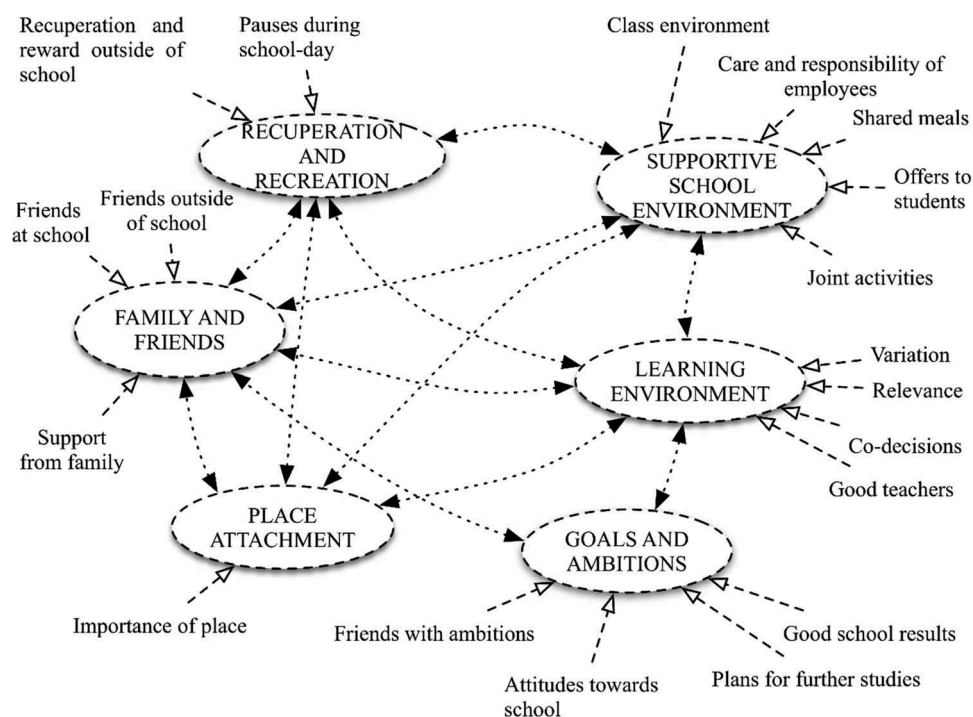 Recuperation and
reward outside of
school
Pauses during
school-day
Class environment
Care and responsibility of
employees
Shared meals
RECUPERATION
AND
RECREATION
SUPPORTIVE
SCHOOL
ENVIRONMENT
Offers to
students
Friends
at school
Friends outside
of school
Joint activities
FAMILY AND
FRIENDS
LEARNING
ENVIRONMENT
Variation
Relevance
Co-decisions
Good teachers
Support
from family
PLACE
ATTACHMENT
GOALS AND
AMBITIONS
Importance of place
Friends with ambitions
Good school results
Plans for further studies
Attitudes towards
school